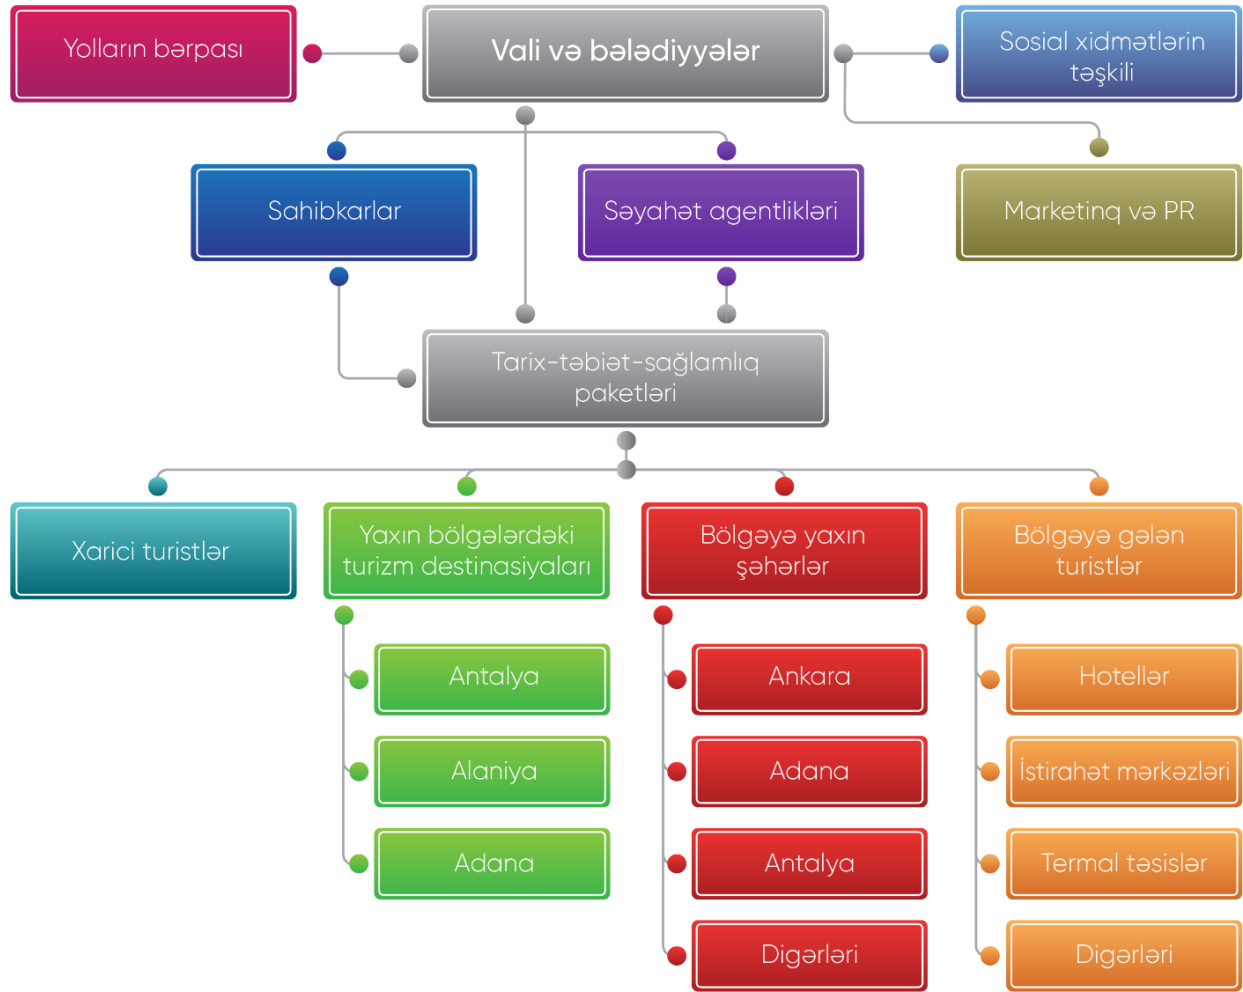 Yolların bərpası
Vali və bələdiyyələr
Sosial xidmətlərin
təşkili
Sahibkarlar
Səyahət agentlikləri
Marketinq və PR
Tarix-təbiət-sağlamlıq
paketləri
Xarici turistlər
Yaxın bölgələrdəki
turizm destinasiyaları
Bölgəyə yaxın
şəhərlər
Bölgəyə gələn
turistlər
Antalya
Alaniya
Adana
Ankara
Adana
Antalya
Digərləri
Hotellər
İstirahət mərkəzləri
Termal təsislər
Digərləri